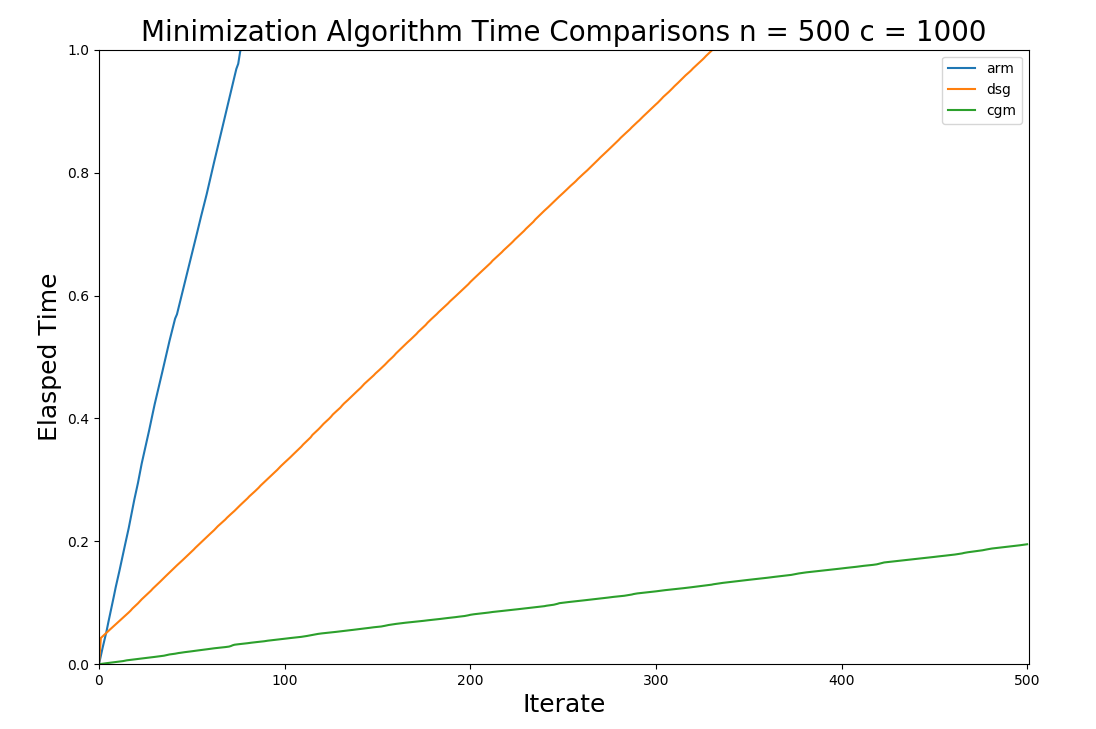 Minimization Algorithm Time Comparisons n = 500 c = 1000
arm
dsg
cgm
Elasped Time
1.0
0.8
0.6
0.4
0.2
0.0
0 100 200 300 400 500
Iterate